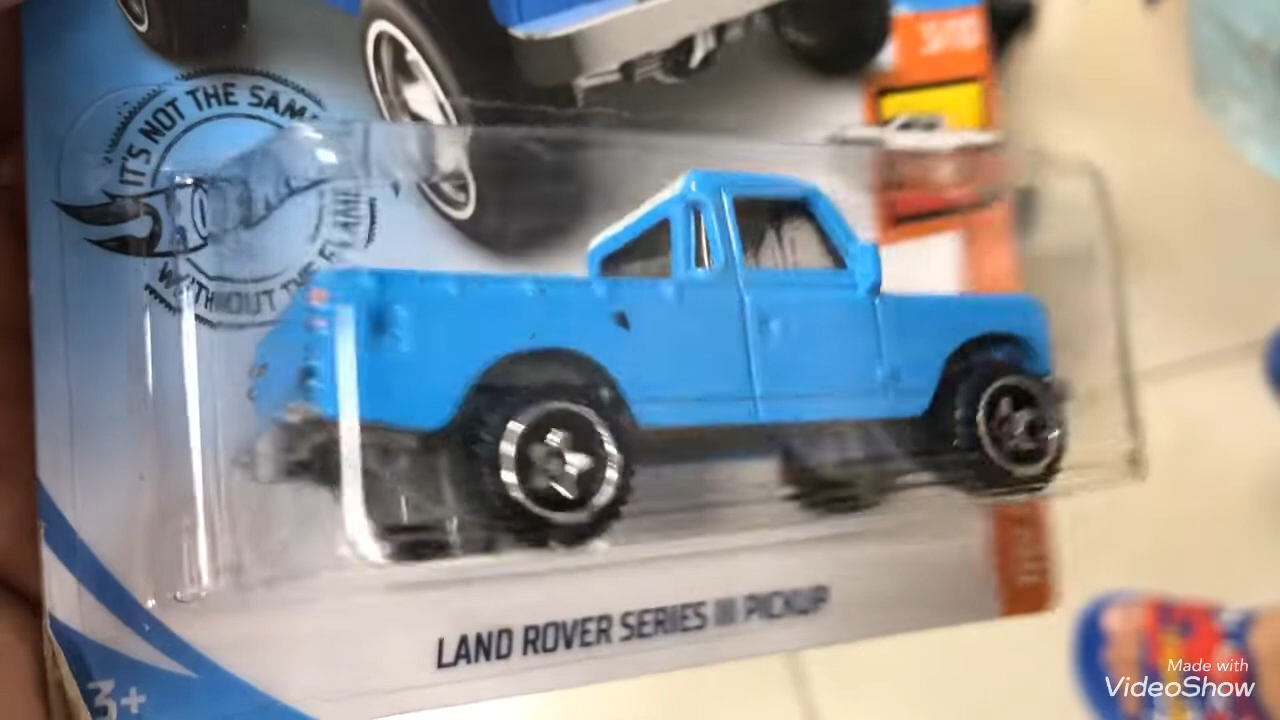 IT'S NOT THE SAME
WITHOUT THE FLAME
LAND ROVER SERIES III PICKUP
3+
Made with
VideoShow